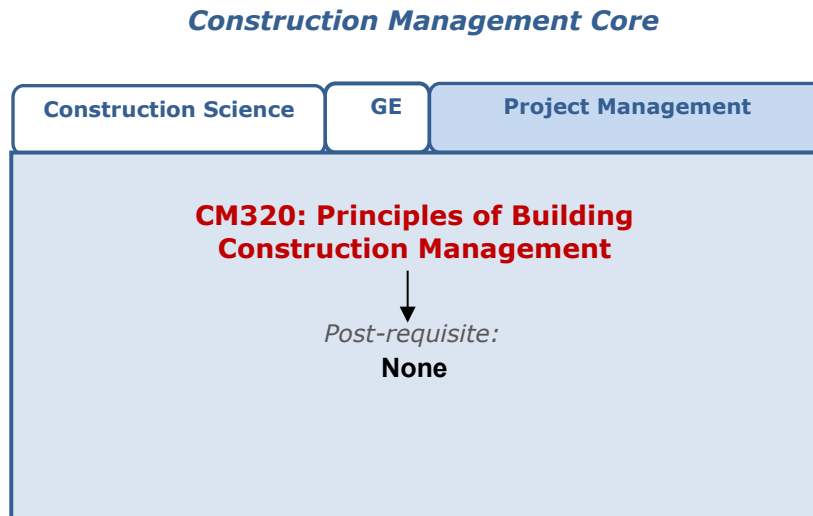 Construction Management Core
Construction Science
GE
Project Management
CM320: Principles of Building
Construction Management
Post-requisite:
None